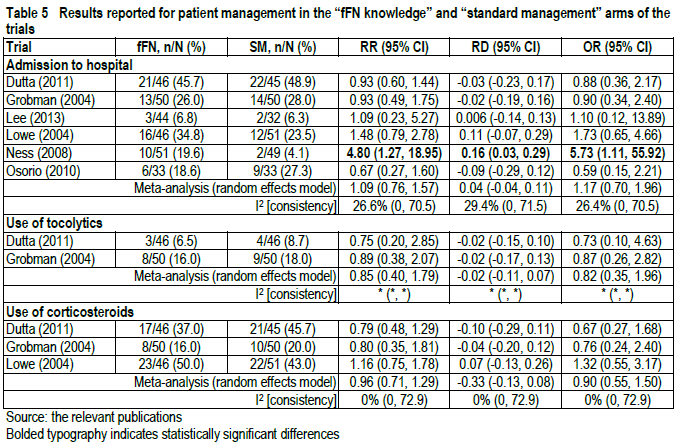 Table 5 Results reported for patient management in the “fFN knowledge” and “standard management” arms of the
trials
Trial fFN, n/N (%) SM, n/N (%) RR (95% CI) RD (95% CI) OR (95% CI)
Admission to hospital
Dutta (2011) 21/46 (45.7) 22/45 (48.9) 0.93 (0.60, 1.44) -0.03 (-0.23, 0.17) 0.88 (0.36, 2.17)
Grobman (2004) 13/50 (26.0) 14/50 (28.0) 0.93 (0.49, 1.75) -0.02 (-0.19, 0.16) 0.90 (0.34, 2.40)
Lee (2013) 3/44 (6.8) 2/32 (6.3) 1.09 (0.23, 5.27) 0.006 (-0.14, 0.13) 1.10 (0.12, 13.89)
Lowe (2004) 16/46 (34.8) 12/51 (23.5) 1.48 (0.79, 2.78) 0.11 (-0.07, 0.29) 1.73 (0.65, 4.66)
Ness (2008) 10/51 (19.6) 2/49 (4.1) 4.80 (1.27, 18.95) 0.16 (0.03, 0.29) 5.73 (1.11, 55.92)
Osorio (2010) 6/33 (18.6) 9/33 (27.3) 0.67 (0.27, 1.60) -0.09 (-0.29, 0.12) 0.59 (0.15, 2.21)
Meta-analysis (random effects model) 1.09 (0.76, 1.57) 0.04 (-0.04, 0.11) 1.17 (0.70, 1.96)
I² [consistency] 26.6% (0, 70.5) 29.4% (0, 71.5) 26.4% (0, 70.5)
Use of tocolytics
Dutta (2011) 3/46 (6.5) 4/46 (8.7) 0.75 (0.20, 2.85) -0.02 (-0.15, 0.10) 0.73 (0.10, 4.63)
Grobman (2004) 8/50 (16.0) 9/50 (18.0) 0.89 (0.38, 2.07) -0.02 (-0.17, 0.13) 0.87 (0.26, 2.82)
Meta-analysis (random effects model) 0.85 (0.40, 1.79) -0.02 (-0.11, 0.07) 0.82 (0.35, 1.96)
I² [consistency] * (*, *) * (*, *) * (*, *)
Use of corticosteroids
Dutta (2011) 17/46 (37.0) 21/45 (45.7) 0.79 (0.48, 1.29) -0.10 (-0.29, 0.11) 0.67 (0.27, 1.68)
Grobman (2004) 8/50 (16.0) 10/50 (20.0) 0.80 (0.35, 1.81) -0.04 (-0.20, 0.12) 0.76 (0.24, 2.40)
Lowe (2004) 23/46 (50.0) 22/51 (43.0) 1.16 (0.75, 1.78) 0.07 (-0.13, 0.26) 1.32 (0.55, 3.17)
Meta-analysis (random effects model) 0.96 (0.71, 1.29) -0.33 (-0.13, 0.08) 0.90 (0.55, 1.50)
I² [consistency] 0% (0, 72.9) 0% (0, 72.9) 0% (0, 72.9)
Source: the relevant publications
Bolded typography indicates statistically significant differences